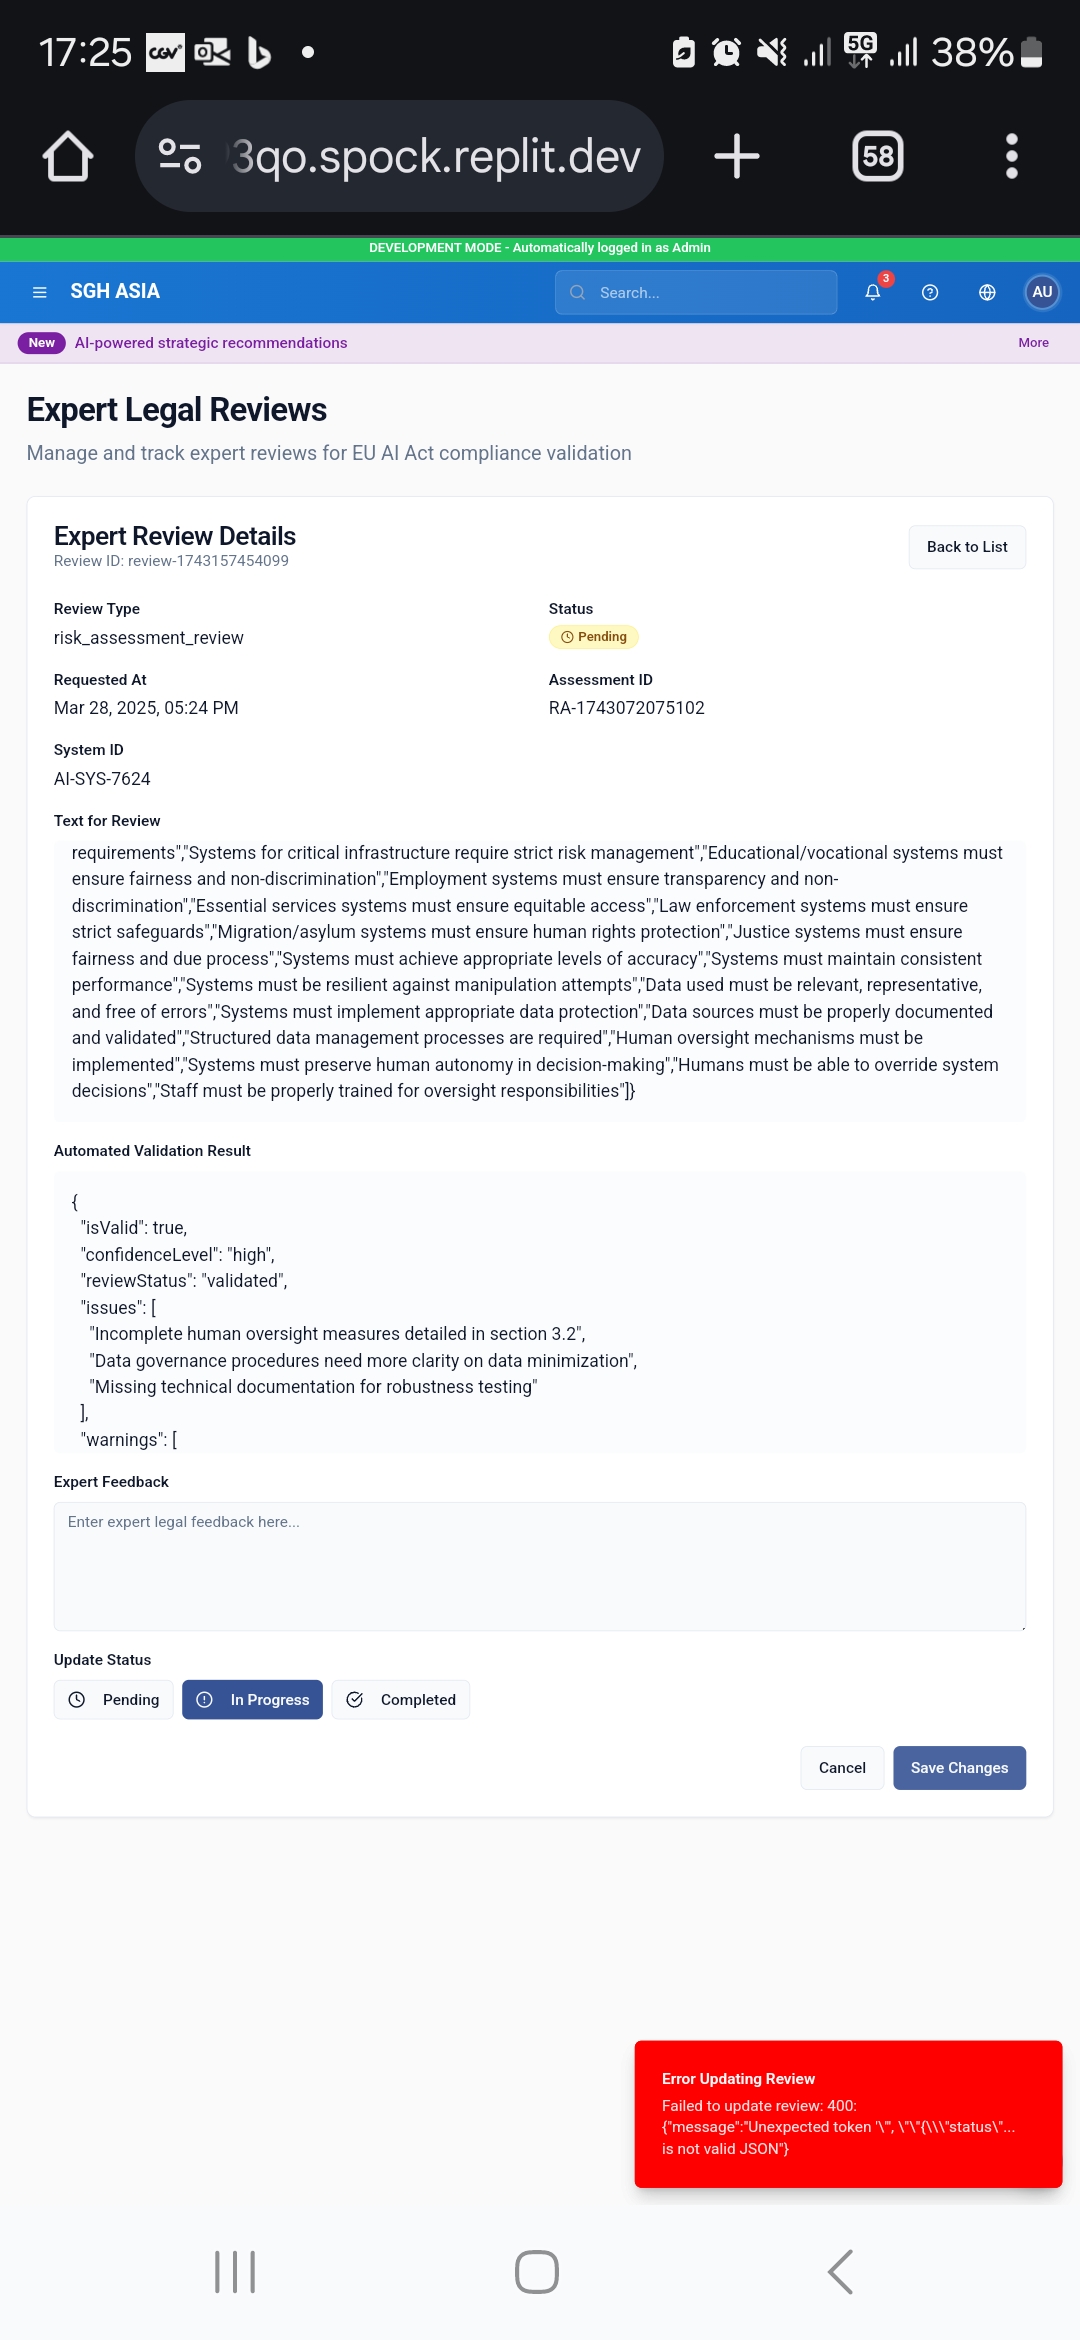 17:25
CGV
38%
5G
3qo.spock.replit.dev
58
DEVELOPMENT MODE - Automatically logged in as Admin
SGH ASIA
Search...
3
AU
New
AI-powered strategic recommendations
More
Expert Legal Reviews
Manage and track expert reviews for EU AI Act compliance validation
Expert Review Details
Review ID: review-1743157454099
Back to List
Review Type
Status
risk_assessment_review
Pending
Requested At
Assessment ID
Mar 28, 2025, 05:24 PM
RA-1743072075102
System ID
AI-SYS-7624
Text for Review
requirements","Systems for critical infrastructure require strict risk management","Educational/vocational systems must
ensure fairness and non-discrimination","Employment systems must ensure transparency and non-
discrimination","Essential services systems must ensure equitable access","Law enforcement systems must ensure
strict safeguards","Migration/asylum systems must ensure human rights protection","Justice systems must ensure
fairness and due process","Systems must achieve appropriate levels of accuracy","Systems must maintain consistent
performance","Systems must be resilient against manipulation attempts","Data used must be relevant, representative,
and free of errors","Systems must implement appropriate data protection","Data sources must be properly documented
and validated","Structured data management processes are required","Human oversight mechanisms must be
implemented","Systems must preserve human autonomy in decision-making","Humans must be able to override system
decisions","Staff must be properly trained for oversight responsibilities"]}
Automated Validation Result
{
"isValid": true,
"confidenceLevel": "high",
"reviewStatus": "validated",
"issues": [
"Incomplete human oversight measures detailed in section 3.2",
"Data governance procedures need more clarity on data minimization",
"Missing technical documentation for robustness testing"
],
"warnings": [
Expert Feedback
Enter expert legal feedback here...
Update Status
Pending
In Progress
Completed
Cancel
Save Changes
Error Updating Review
Failed to update review: 400:
{"message":"Unexpected token '\"', \"\"{\\\"status\"...
is not valid JSON"}